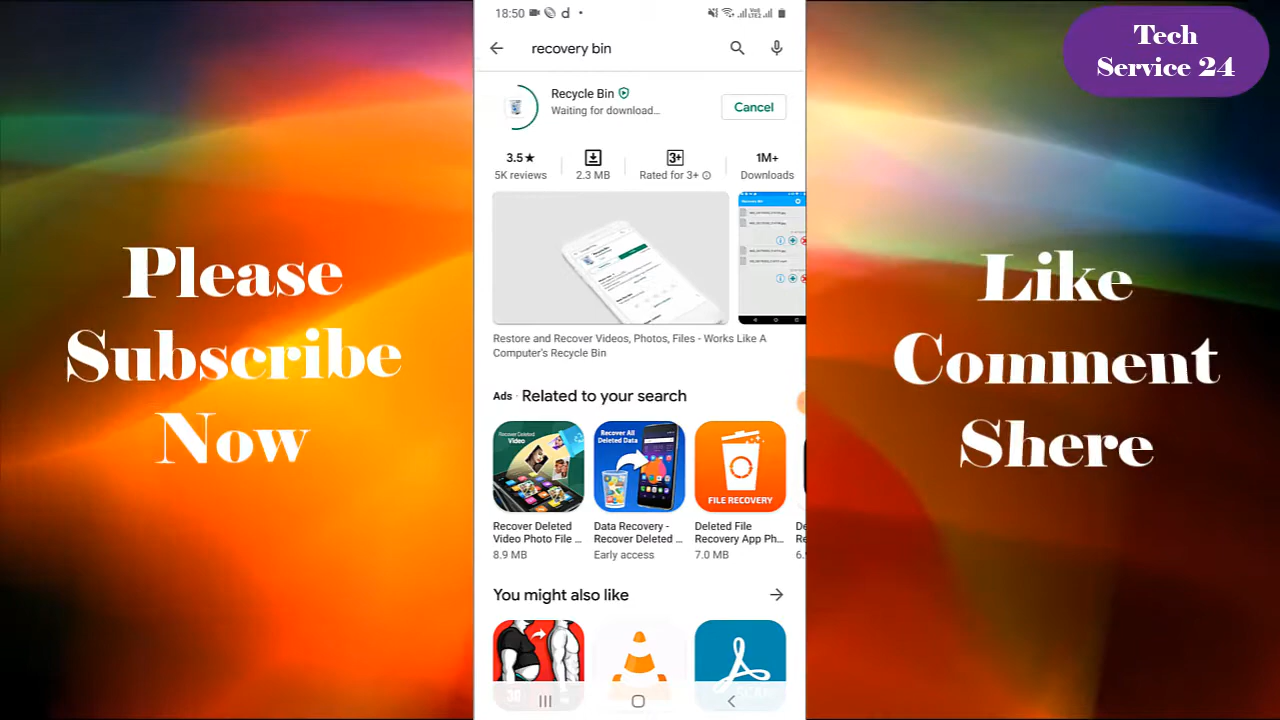 Please
Subscribe
Now
18:50 d
recovery bin
Recycle Bin
Waiting for download...
Cancel
3.5★
5K reviews
2.3 MB
3+
Rated for 3+
1M+
Downloads
Recycle Bin
Restore and Recover Videos, Photos, Files - Works Like A
Computer's Recycle Bin
Ads · Related to your search
Recover Deleted
Video
Recover All
Deleted Data
FILE RECOVERY
Recover Deleted
Video Photo File ...
8.9 MB
Data Recovery -
Recover Deleted ...
Early access
Deleted File
Recovery App Ph...
7.0 MB
You might also like
30
Tech
Service 24
Like
Comment
Shere